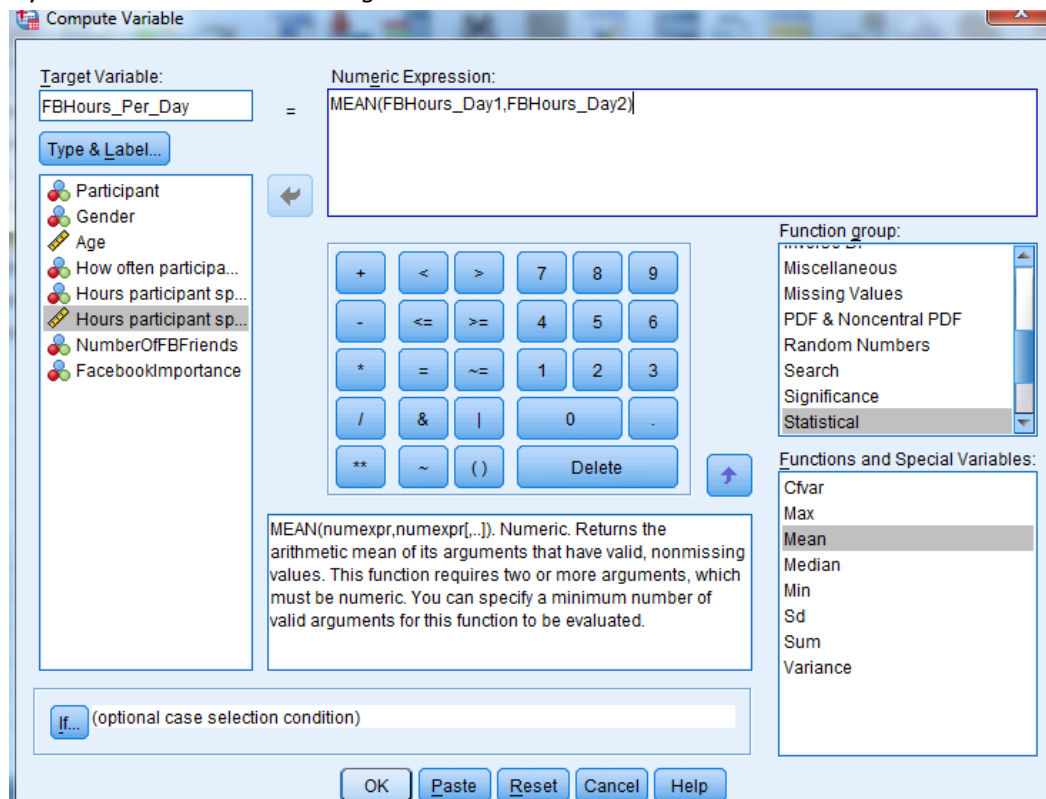 Compute Variable
Target Variable:
FBHours_Per_Day
=
Numeric Expression:
MEAN(FBHours_Day1,FBHours_Day2)
Type & Label...
Participant
Gender
Age
How often participa...
Hours participant sp...
Hours participant sp...
NumberOfFBFriends
FacebookImportance
+ < > 7 8 9
- <= >= 4 5 6
* = ~= 1 2 3
/ & | 0 .
** ~ ( ) Delete
Function group:
Miscellaneous
Missing Values
PDF & Noncentral PDF
Random Numbers
Search
Significance
Statistical
Functions and Special Variables:
Cfvar
Max
Mean
Median
Min
Sd
Sum
Variance
MEAN(numexpr,numexpr[,..]). Numeric. Returns the
arithmetic mean of its arguments that have valid, nonmissing
values. This function requires two or more arguments, which
must be numeric. You can specify a minimum number of
valid arguments for this function to be evaluated.
If... (optional case selection condition)
OK Paste Reset Cancel Help